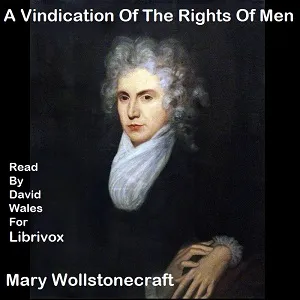 A Vindication Of The Rights Of Men
Read
By
David
Wales
For
Librivox
Mary Wollstonecraft